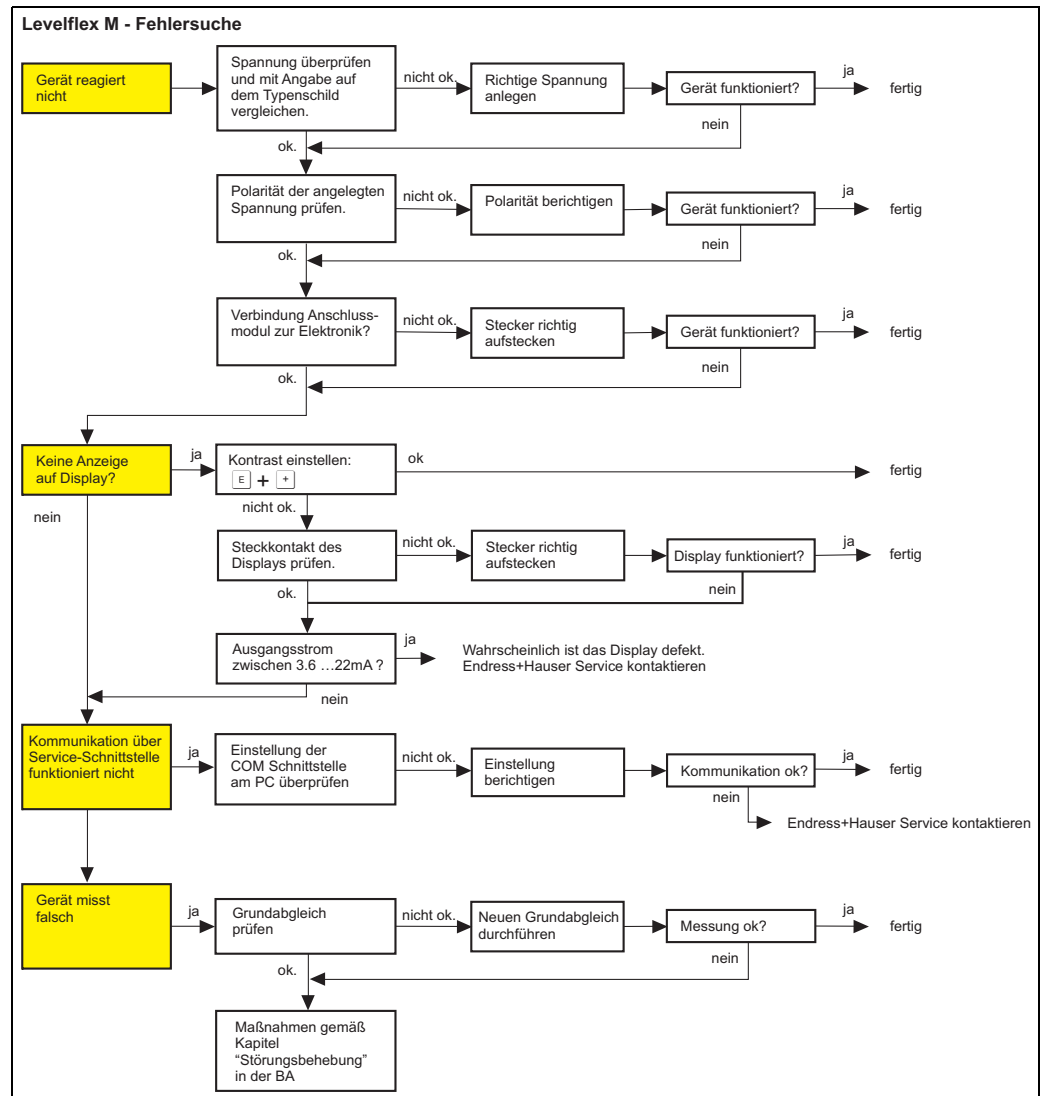 Levelflex M - Fehlersuche
Gerät reagiert
nicht
Spannung überprüfen
und mit Angabe auf
dem Typenschild
vergleichen.
nicht ok.
Richtige Spannung
anlegen
Gerät funktioniert?
ja
fertig
nein
ok.
Polarität der angelegten
Spannung prüfen.
nicht ok.
Polarität berichtigen
Gerät funktioniert?
ja
fertig
nein
ok.
Verbindung Anschluss-
modul zur Elektronik?
nicht ok.
Stecker richtig
aufstecken
Gerät funktioniert?
ja
fertig
nein
ok.
Keine Anzeige
auf Display?
ja
Kontrast einstellen:
E + +
ok
fertig
nein
nicht ok.
Steckkontakt des
Displays prüfen.
nicht ok.
Stecker richtig
aufstecken
Display funktioniert?
ja
fertig
nein
ok.
Ausgangsstrom
zwischen 3.6 ...22mA ?
ja
Wahrscheinlich ist das Display defekt.
Endress+Hauser Service kontaktieren
nein
Kommunikation über
Service-Schnittstelle
funktioniert nicht
ja
Einstellung der
COM Schnittstelle
am PC überprüfen
nicht ok.
Einstellung
berichtigen
Kommunikation ok?
ja
fertig
nein
Endress+Hauser Service kontaktieren
Gerät misst
falsch
ja
Grundabgleich
prüfen
nicht ok.
Neuen Grundabgleich
durchführen
Messung ok?
ja
fertig
nein
ok.
Maßnahmen gemäß
Kapitel
“Störungsbehebung”
in der BA